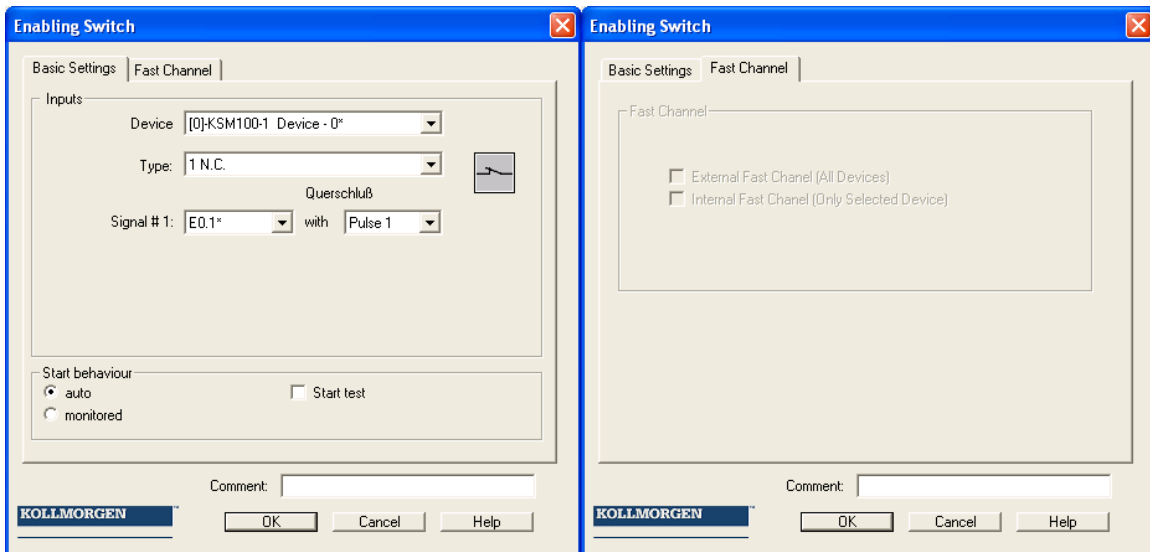 Enabling Switch
Basic Settings
Fast Channel
Inputs
Device
[0]-KSM100-1 Device - 0*
Type:
1 N.C.
Querschluß
Signal # 1:
E0.1*
with
Pulse 1
Start behaviour
auto
Start test
monitored
Comment:
KOLLMORGEN™
OK
Cancel
Help
Enabling Switch
Basic Settings
Fast Channel
Fast Channel
External Fast Chanel (All Devices)
Internal Fast Chanel (Only Selected Device)
Comment:
KOLLMORGEN™
OK
Cancel
Help